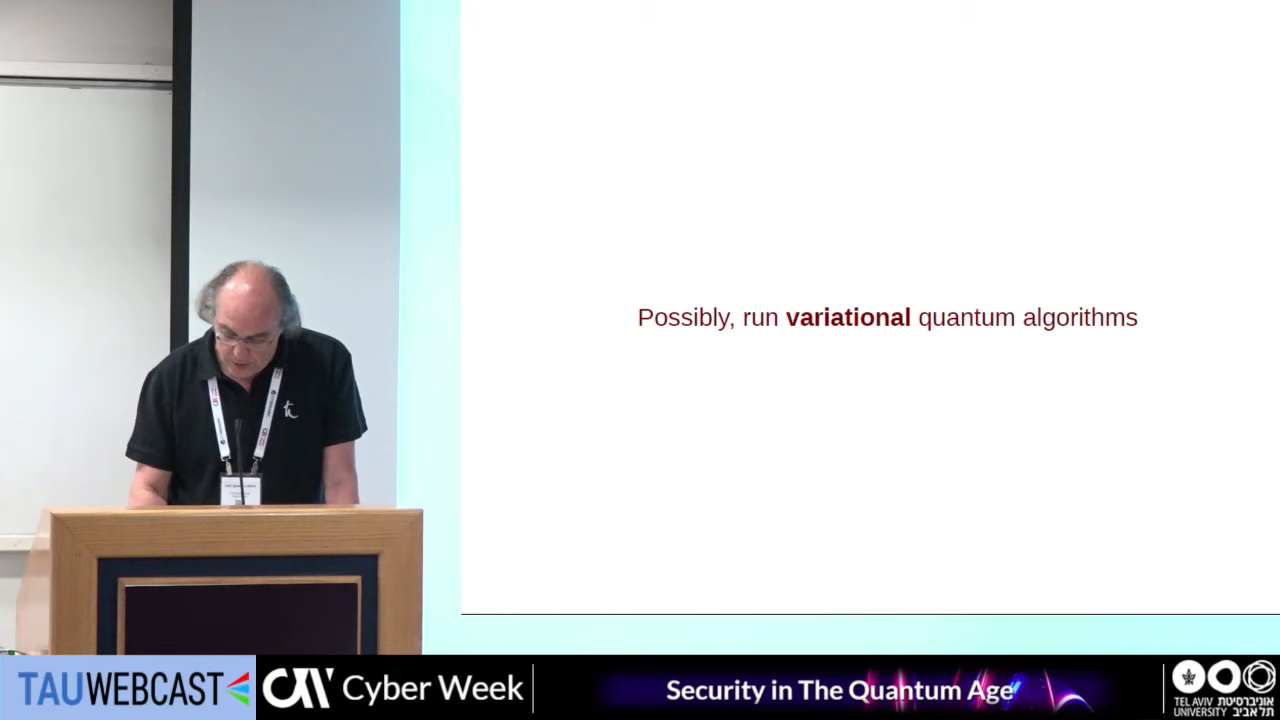 Possibly, run variational quantum algorithms
TAUWEBCAST
Cyber Week
Security in The Quantum Age
TEL AVIV אוניברסיטת
UNIVERSITY תל אביב